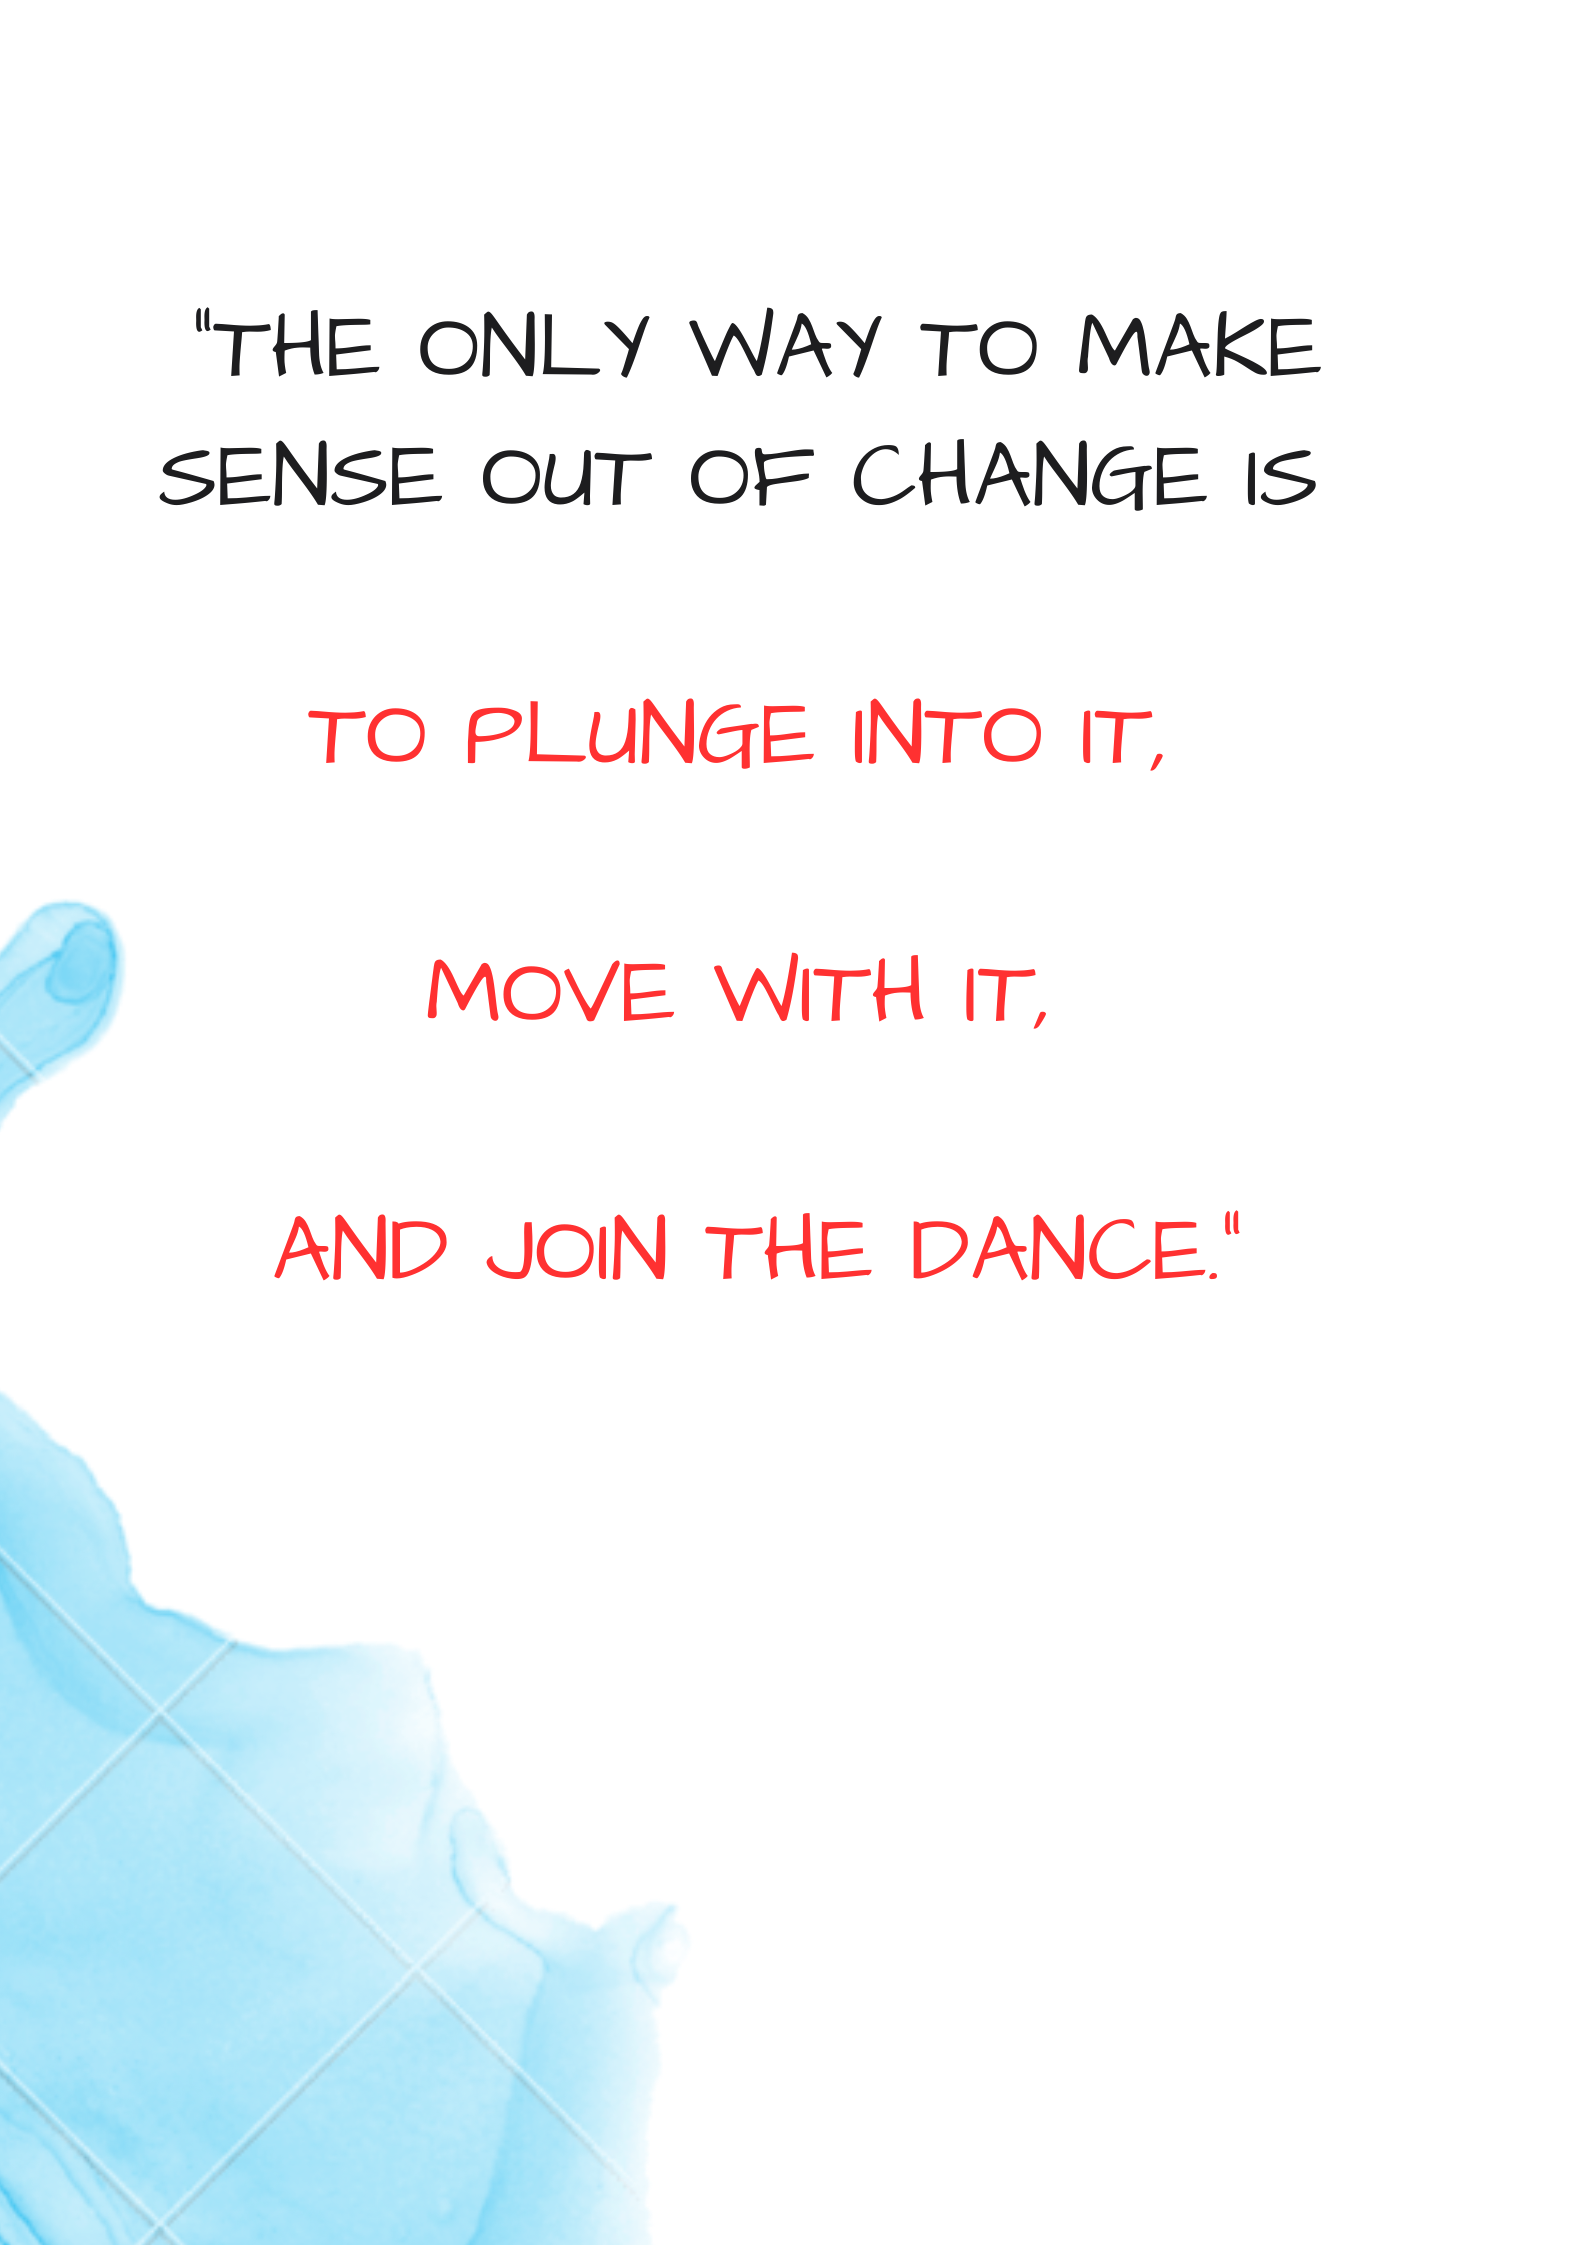 "THE ONLY WAY TO MAKE
SENSE OUT OF CHANGE IS
TO PLUNGE INTO IT,
MOVE WITH IT,
AND JOIN THE DANCE."